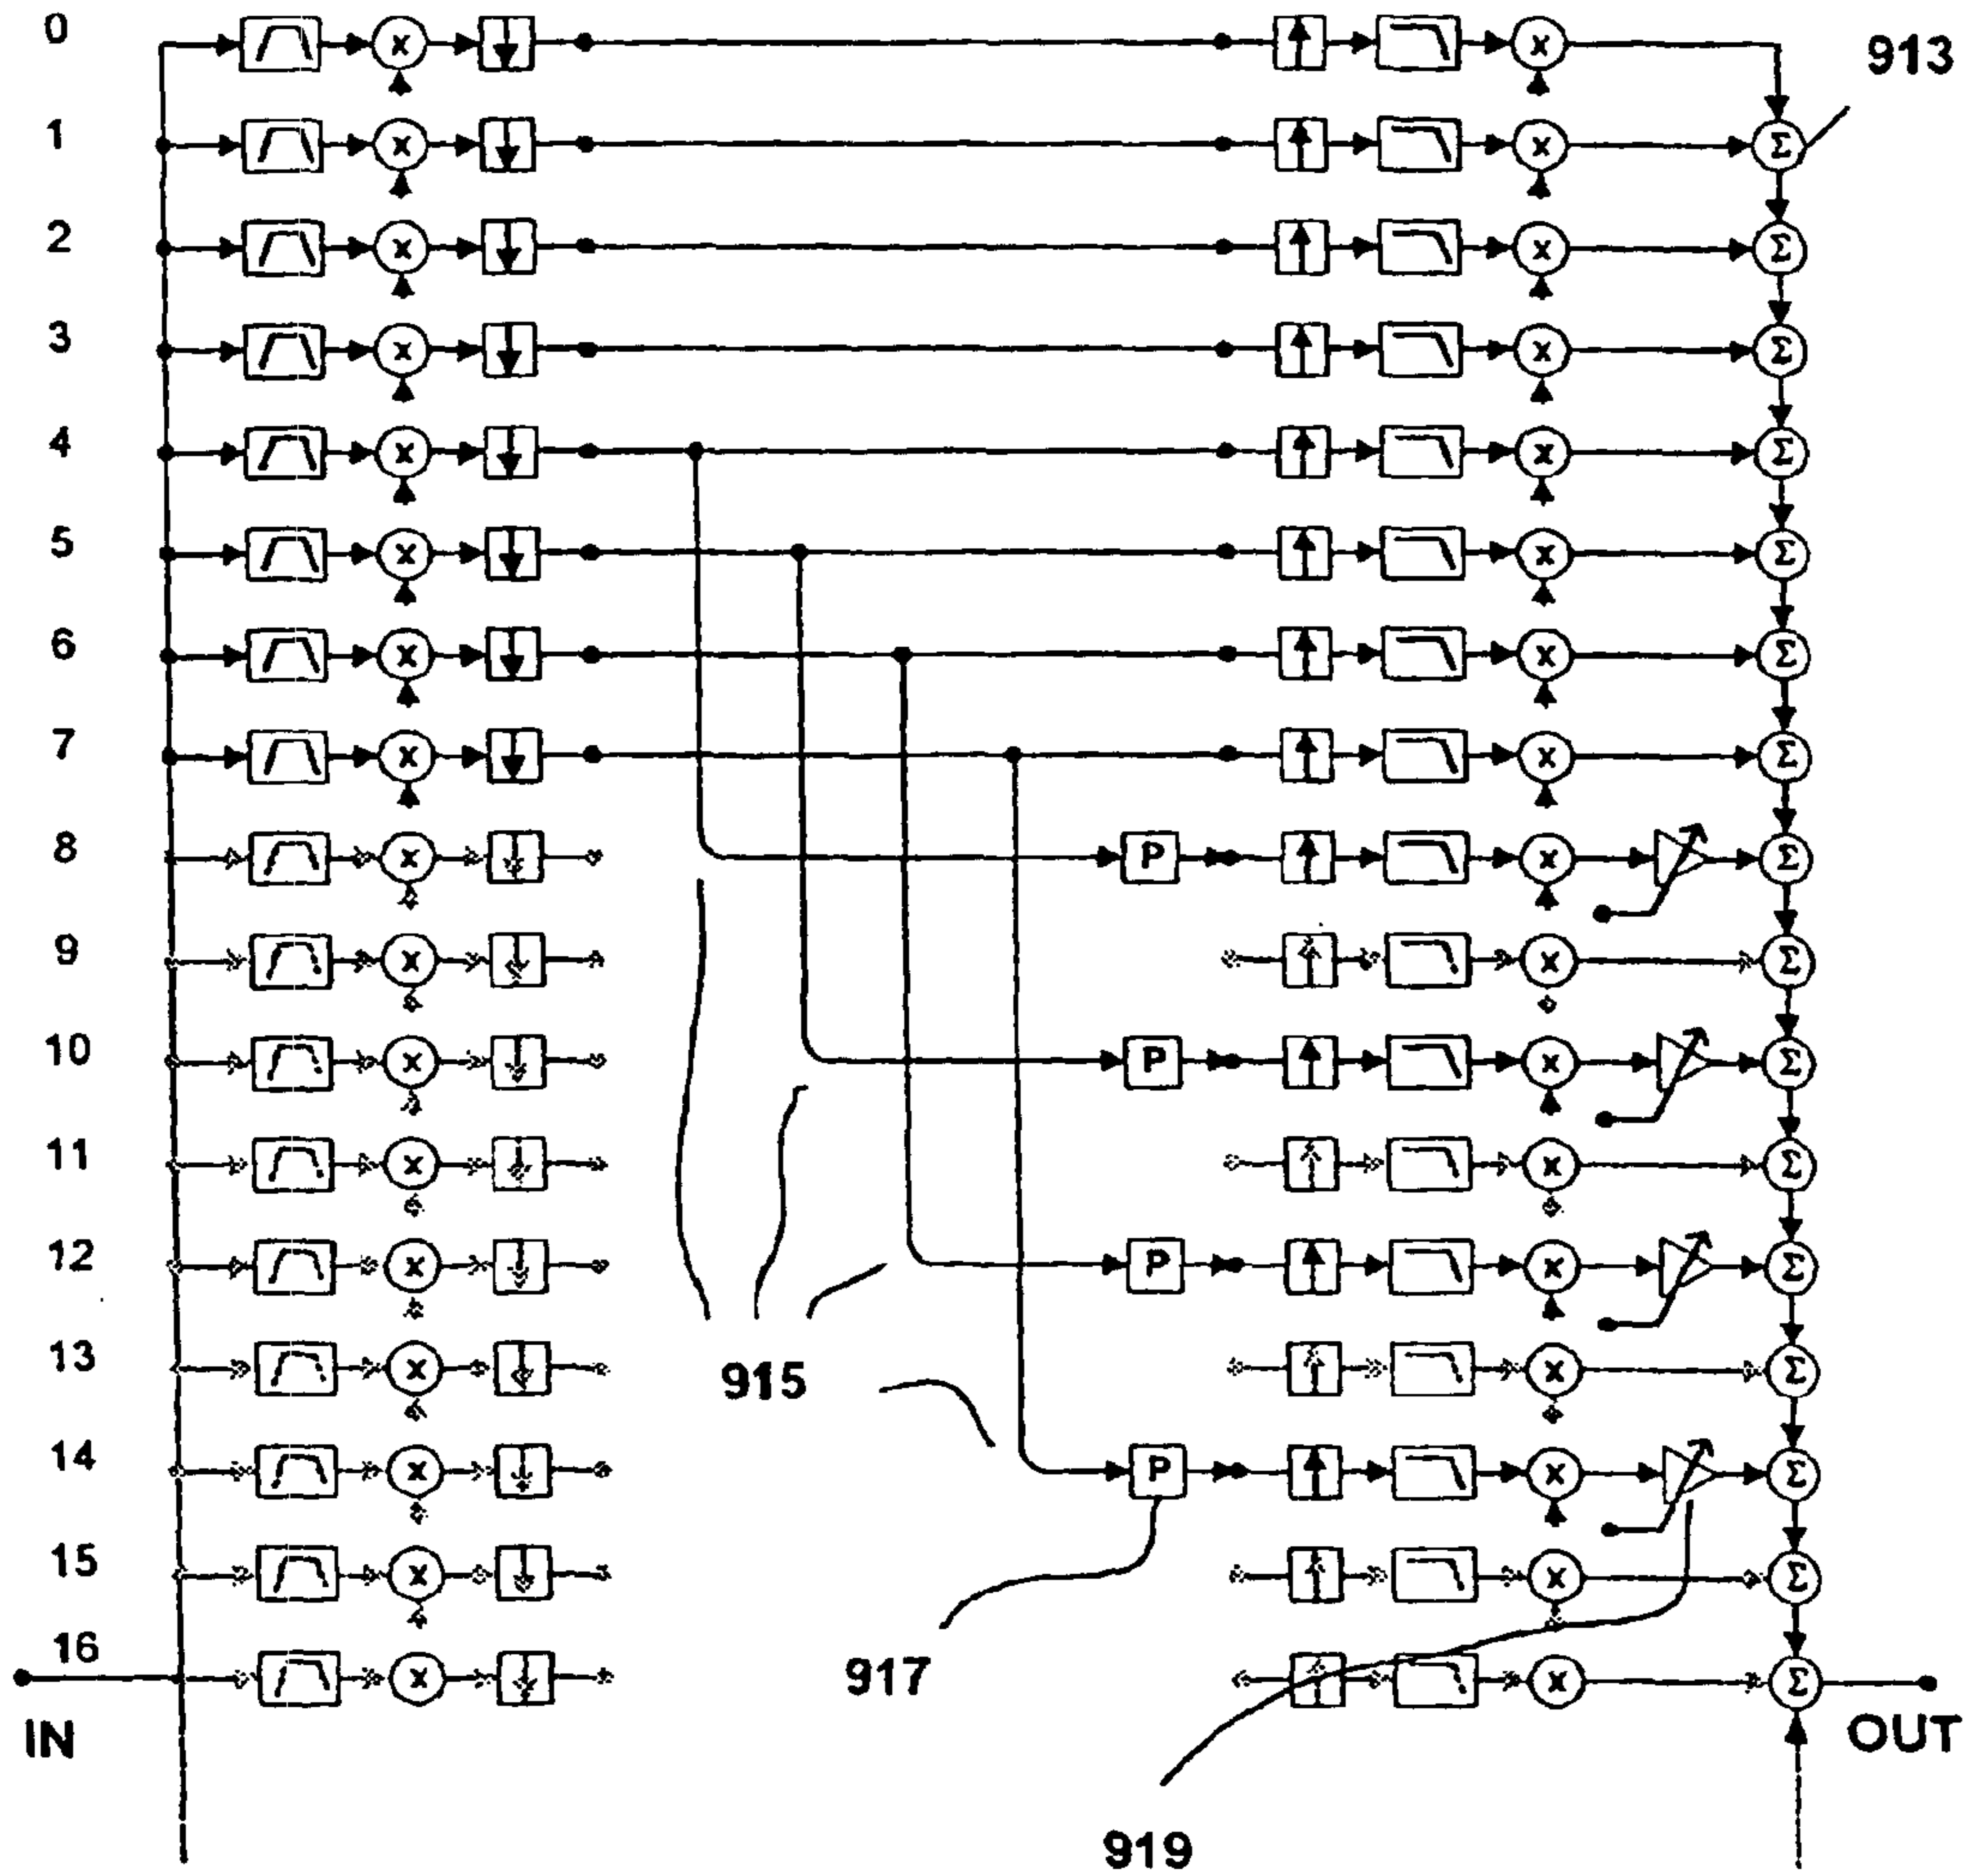 0 x x 913
1 x x Σ
2 x x Σ
3 x x Σ
4 x x Σ
5 x x Σ
6 x x Σ
7 x x Σ
8 x P x Σ
9 x x Σ
10 x P x Σ
11 x x Σ
12 x P x Σ
13 x x Σ
915
14 x P x Σ
15 x x Σ
16 x x Σ
917
IN OUT
919